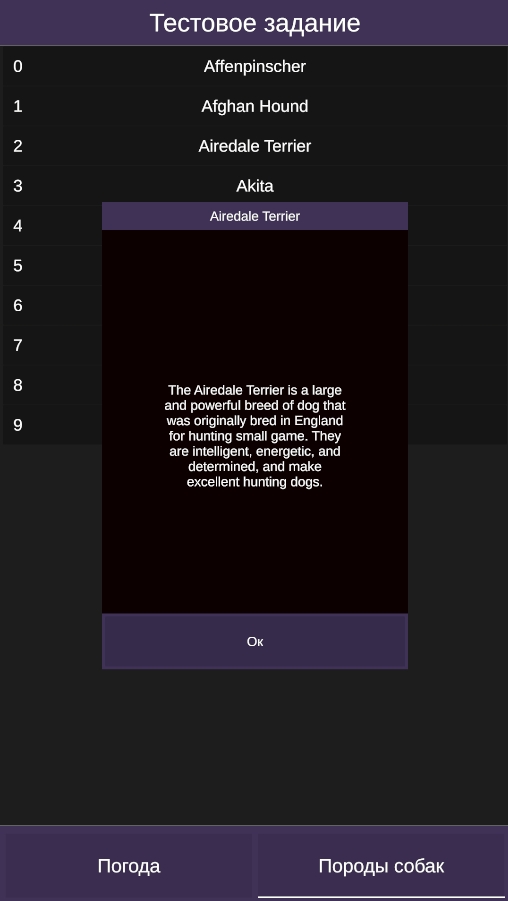 Тестовое задание
0 Affenpinscher
1 Afghan Hound
2 Airedale Terrier
3 Akita
4
5
6
7
8
9
Airedale Terrier
The Airedale Terrier is a large
and powerful breed of dog that
was originally bred in England
for hunting small game. They
are intelligent, energetic, and
determined, and make
excellent hunting dogs.
Ок
Погода
Породы собак